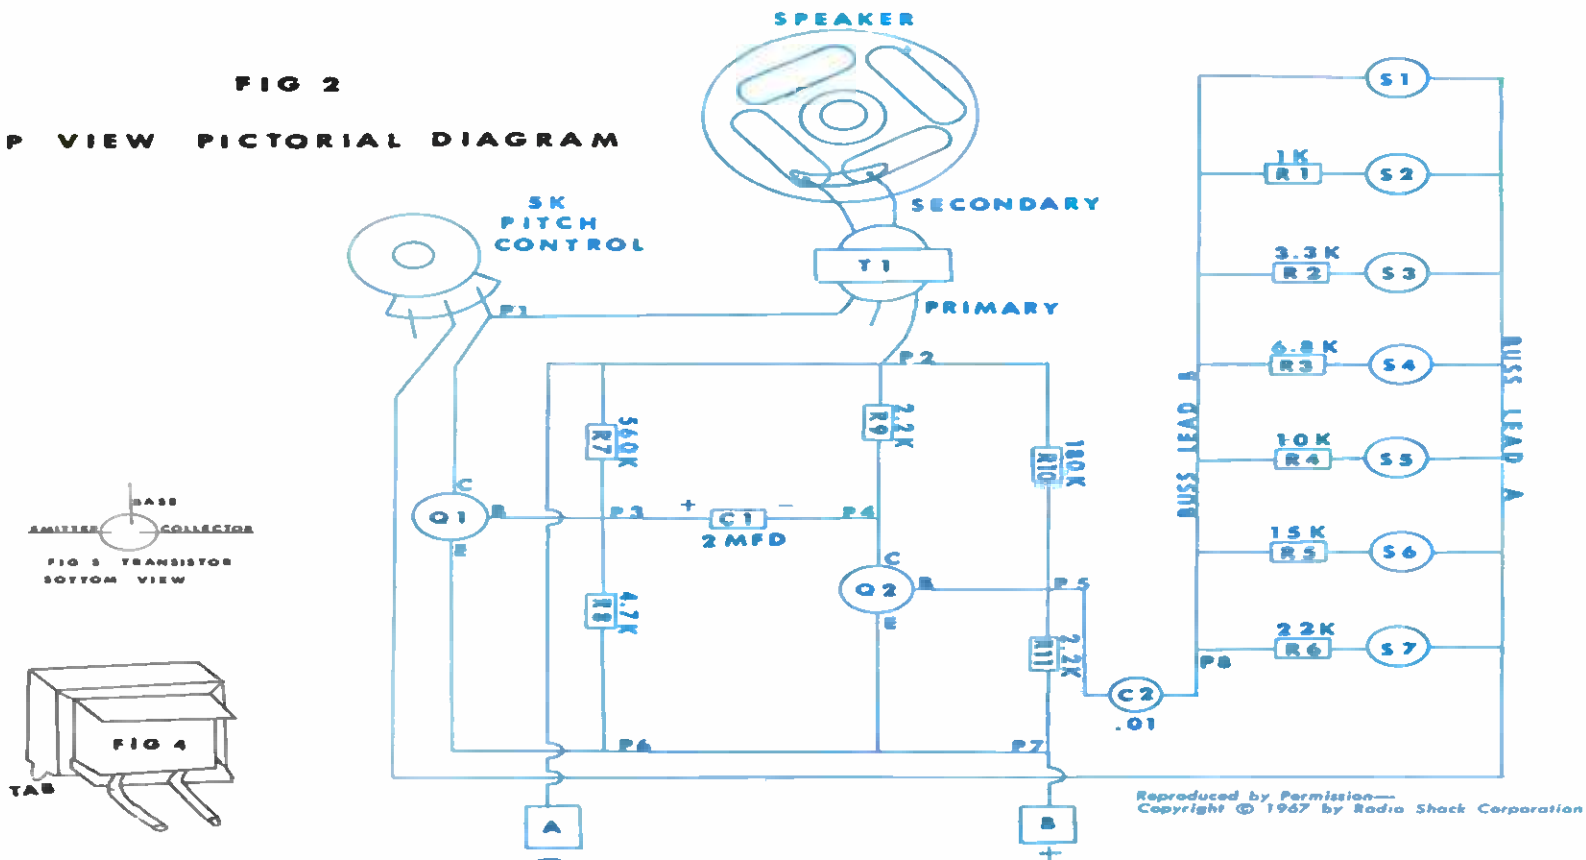 SPEAKER
FIG 2
P VIEW PICTORIAL DIAGRAM
5K
PITCH
CONTROL
SECONDARY
T1
PRIMARY
P1
P2
S1
1K
R1
S2
3.3K
R2
S3
6.8K
R3
S4
10K
R4
S5
15K
R5
S6
22K
R6
S7
P8
BUSS LEAD B
BUSS LEAD A
560K
R7
2.2K
R9
180K
R10
C
Q1
B
E
P3
+
C1
-
2 MFD
P4
C
Q2
B
E
P5
4.7K
R8
2.2K
R11
C2
.01
P6
P7
A
-
B
+
BASE
EMITTER
COLLECTOR
FIG 3 TRANSISTOR
BOTTOM VIEW
FIG 4
TAB
Reproduced by Permission—
Copyright © 1967 by Radio Shack Corporation